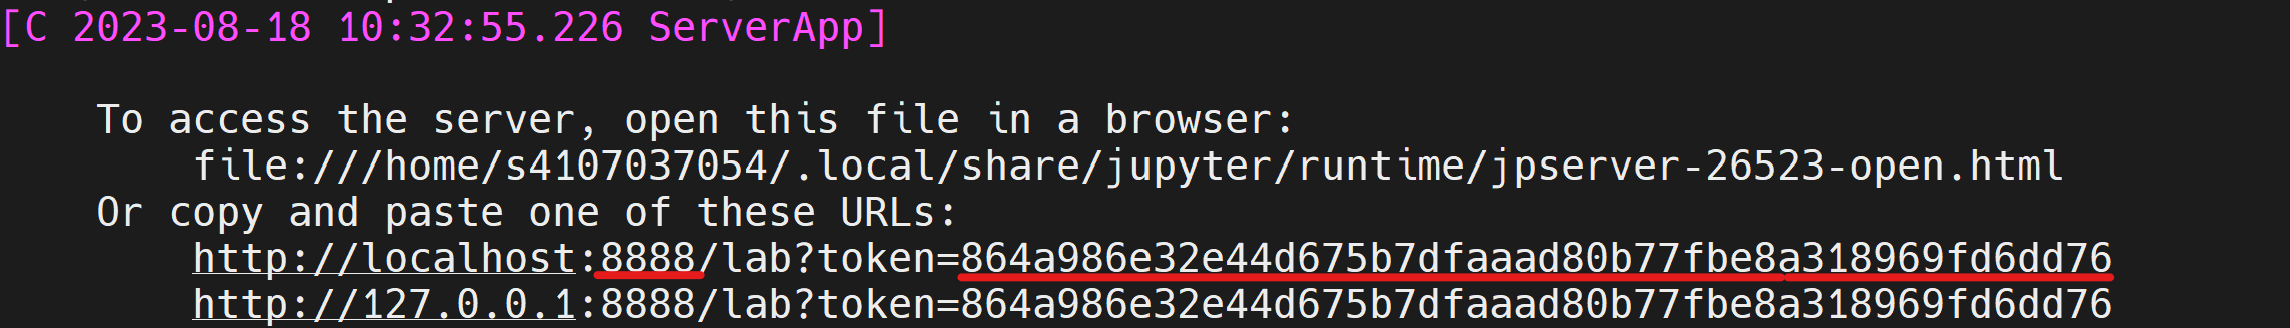 [C 2023-08-18 10:32:55.226 ServerApp]
To access the server, open this file in a browser:
file:///home/s4107037054/.local/share/jupyter/runtime/jpserver-26523-open.html
Or copy and paste one of these URLs:
http://localhost:8888/lab?token=864a986e32e44d675b7dfaaad80b77fbe8a318969fd6dd76
http://127.0.0.1:8888/lab?token=864a986e32e44d675b7dfaaad80b77fbe8a318969fd6dd76